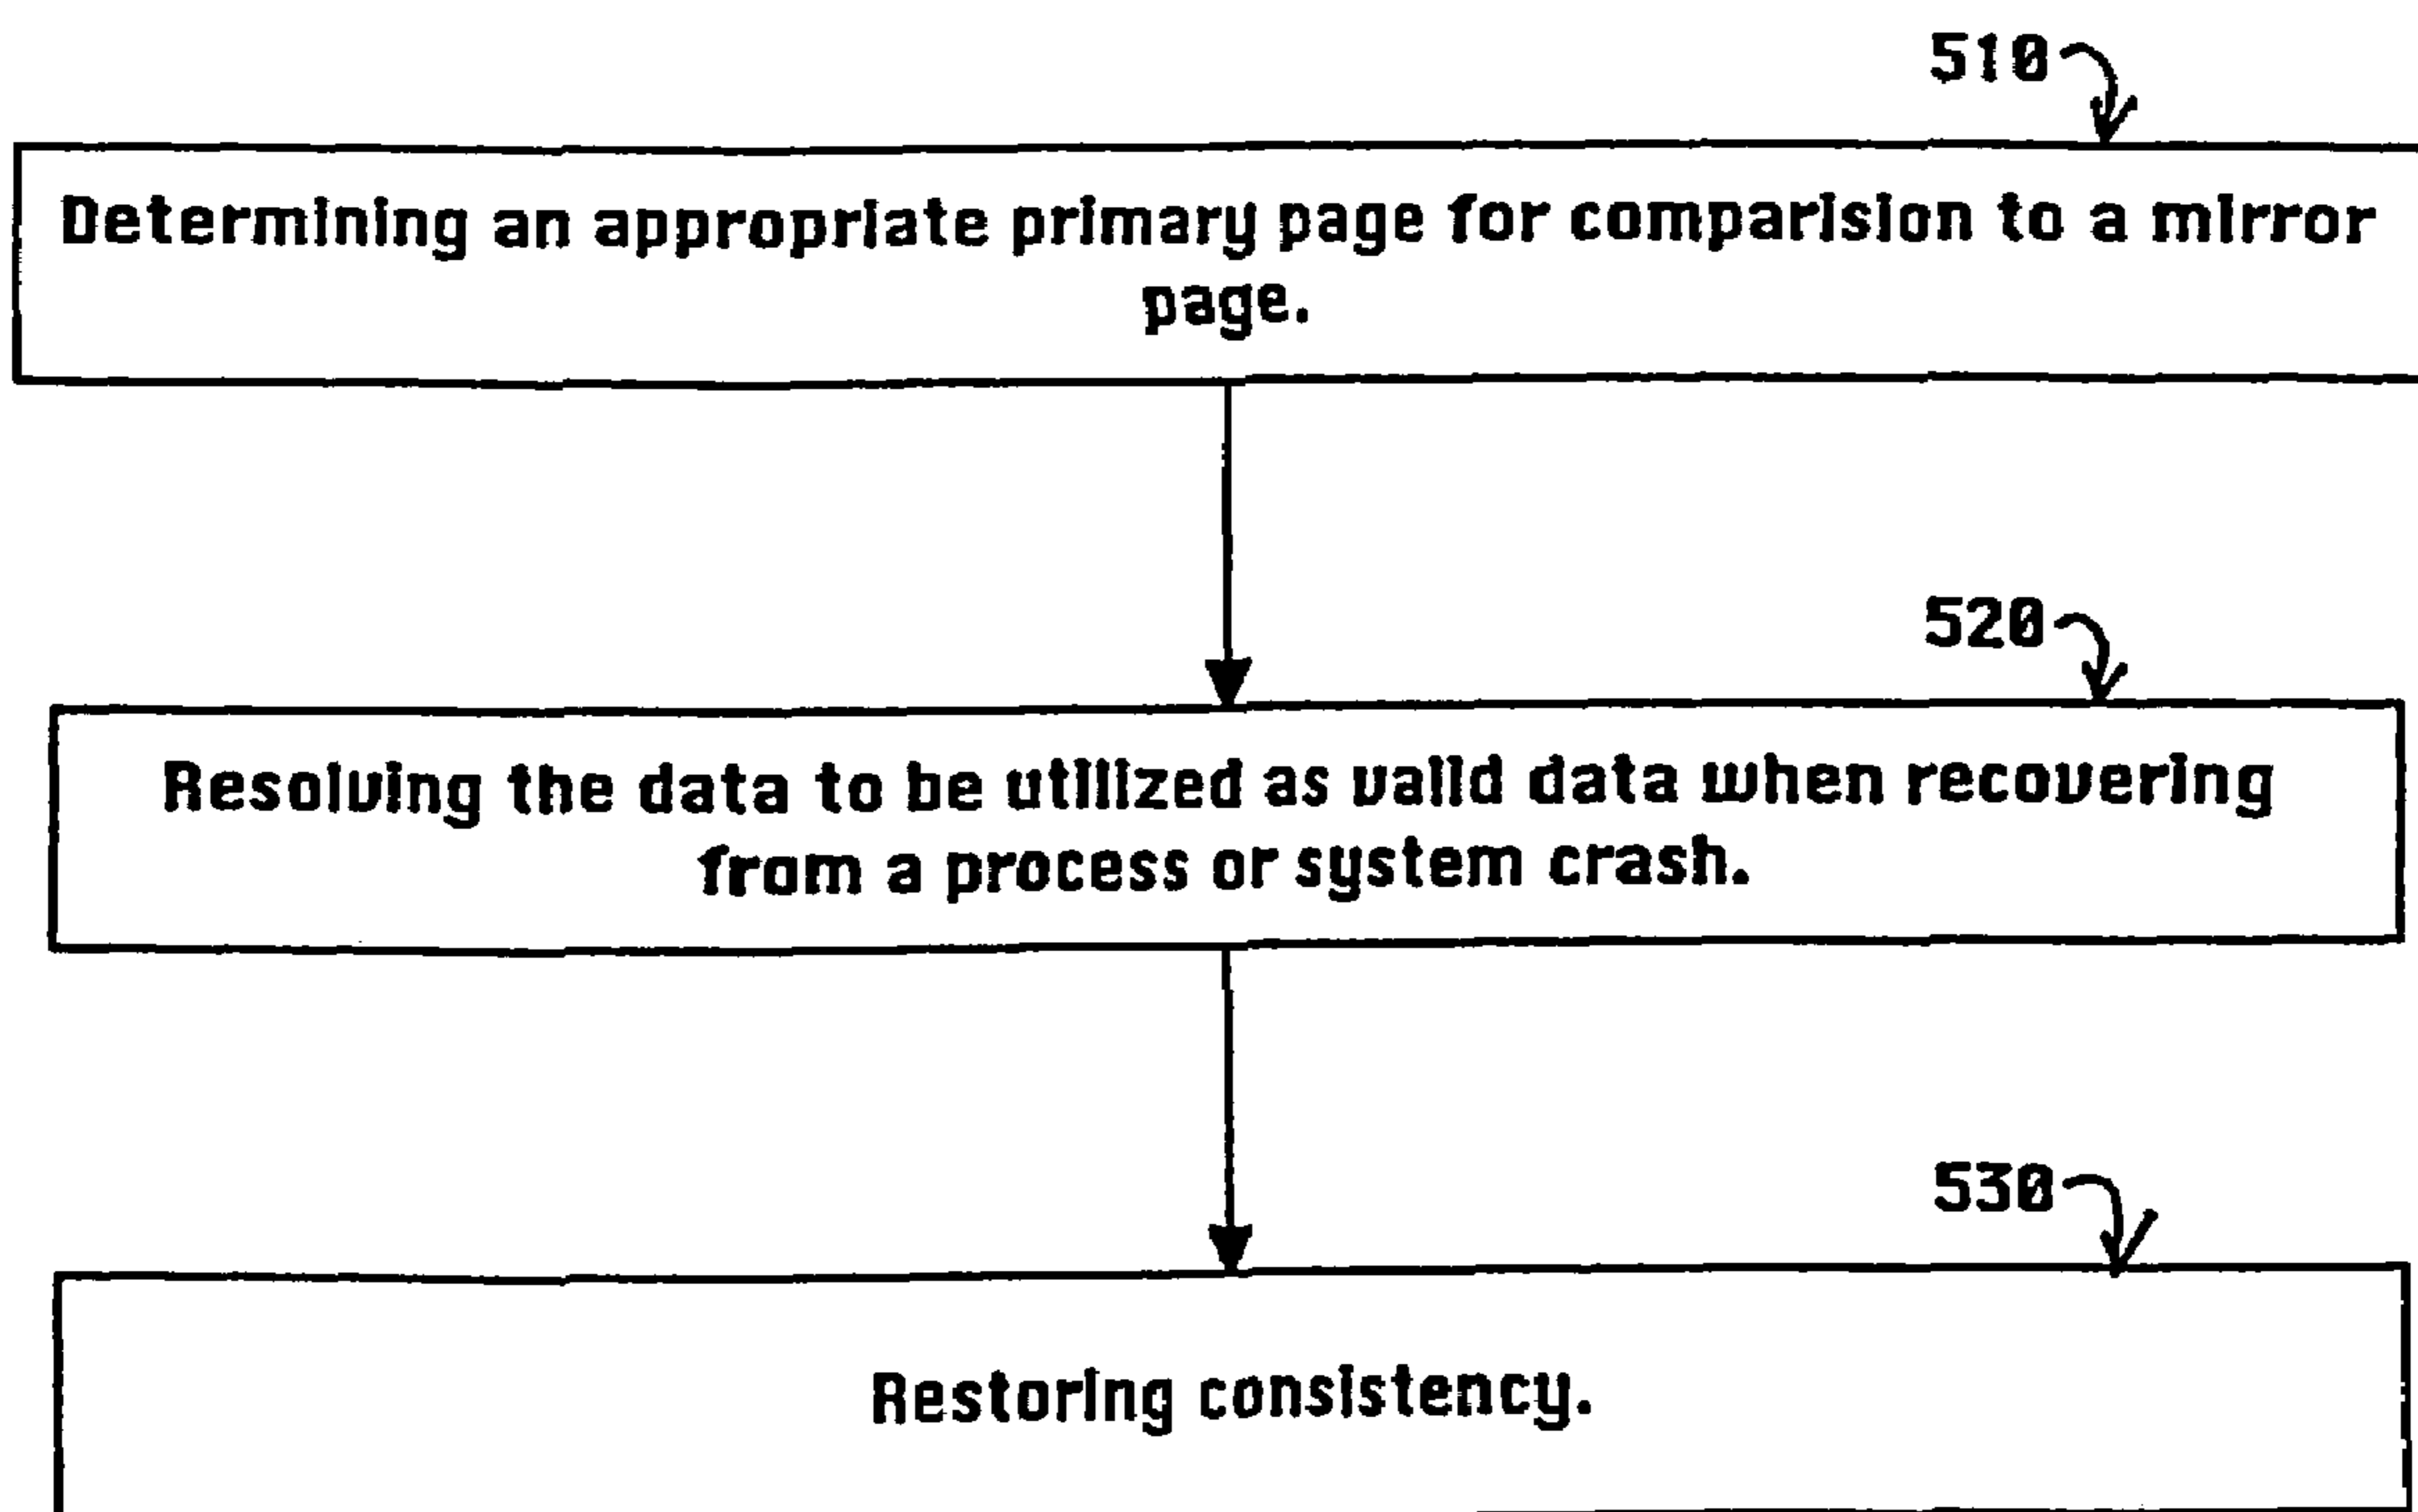 510
Determining an appropriate primary page for comparision to a mirror
page.
520
Resolving the data to be utilized as valid data when recovering
from a process or system crash.
530
Restoring consistency.